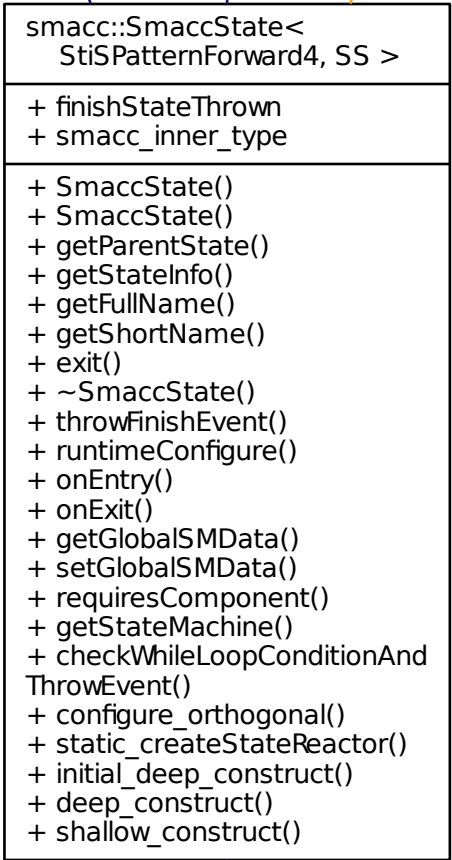 smacc::SmaccState<
StiSPatternForward4, SS >
+ finishStateThrown
+ smacc_inner_type
+ SmaccState()
+ SmaccState()
+ getParentState()
+ getStateInfo()
+ getFullName()
+ getShortName()
+ exit()
+ ~SmaccState()
+ throwFinishEvent()
+ runtimeConfigure()
+ onEntry()
+ onExit()
+ getGlobalSMData()
+ setGlobalSMData()
+ requiresComponent()
+ getStateMachine()
+ checkWhileLoopConditionAnd
ThrowEvent()
+ configure_orthogonal()
+ static_createStateReactor()
+ initial_deep_construct()
+ deep_construct()
+ shallow_construct()